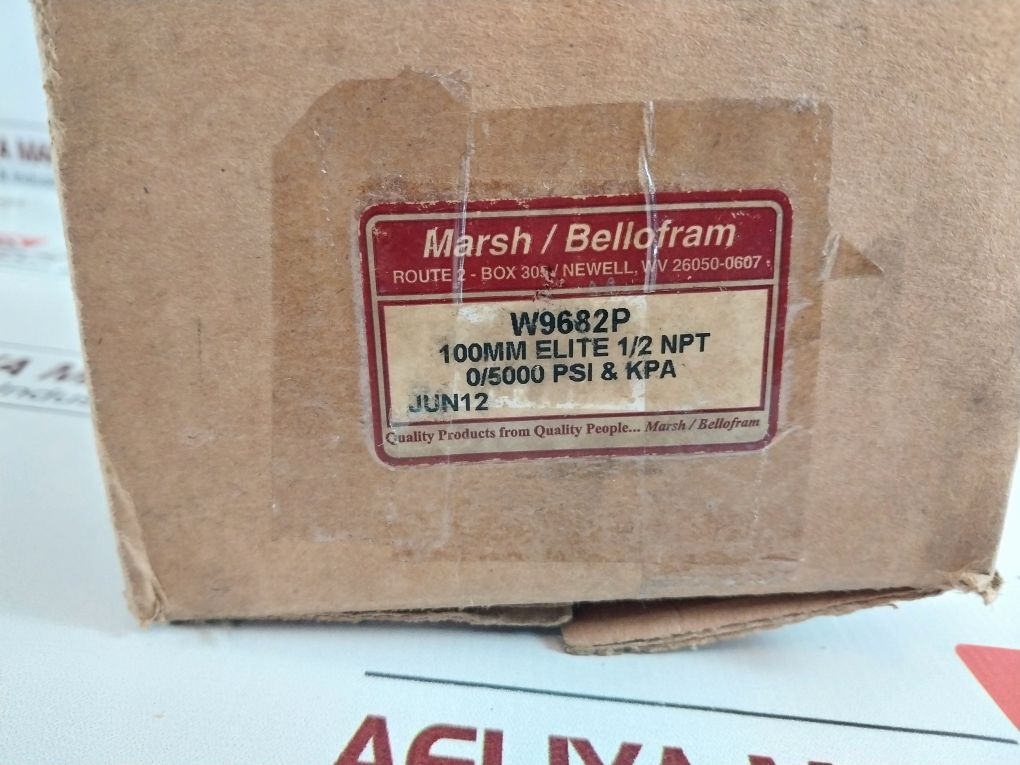 Marsh / Bellofram
ROUTE 2 - BOX 305 / NEWELL, WV 26050-0607
W9682P
100MM ELITE 1/2 NPT
0/5000 PSI & KPA
JUN12
Quality Products from Quality People... Marsh / Bellofram